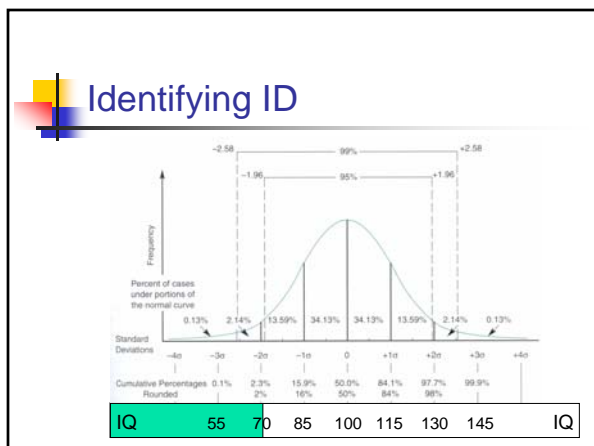 Identifying ID
−2.58 99% +2.58
−1.96 95% +1.96
Frequency
Percent of cases
under portions of
the normal curve
0.13% 2.14% 13.59% 34.13% 34.13% 13.59% 2.14% 0.13%
Standard
Deviations
−4σ −3σ −2σ −1σ 0 +1σ +2σ +3σ +4σ
Cumulative Percentages 0.1% 2.3% 15.9% 50.0% 84.1% 97.7% 99.9%
Rounded 2% 16% 50% 84% 98%
IQ 55 70 85 100 115 130 145 IQ